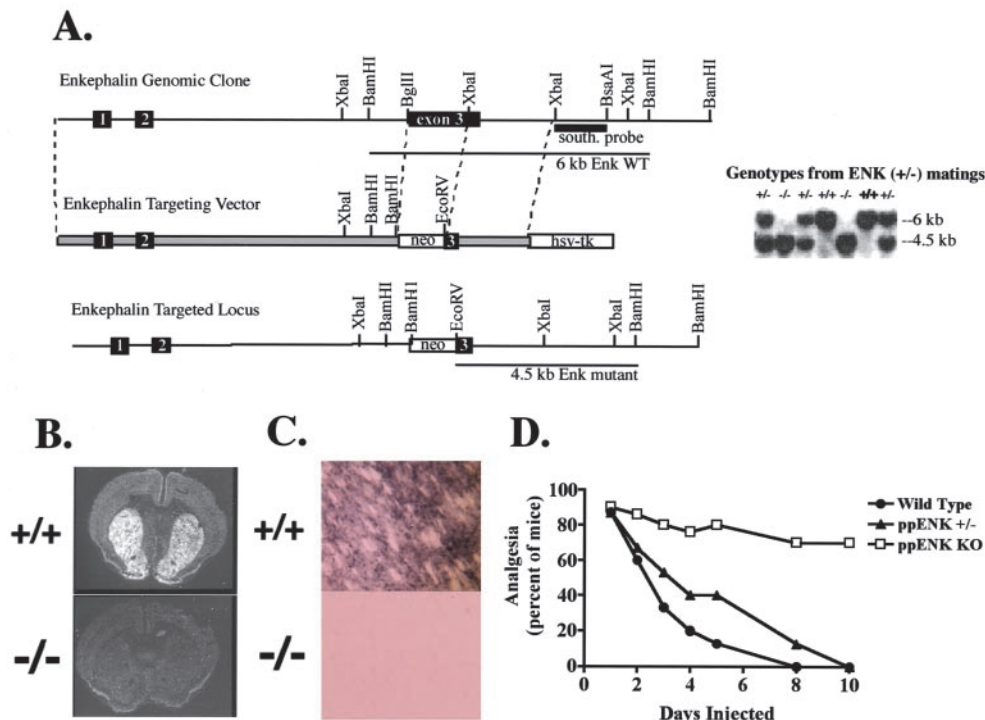 A.
Enkephalin Genomic Clone
XbaI
BamHI
BglII
XbaI
XbaI
BsaAI
XbaI
BamHI
BamHI
1
2
exon 3
south. probe
6 kb Enk WT
Enkephalin Targeting Vector
XbaI
BamHI
BamHI
EcoRV
1
2
neo
3
hsv-tk
Enkephalin Targeted Locus
XbaI
BamHI
BamH1
EcoRV
XbaI
XbaI
BamHI
BamHI
1
2
neo
3
4.5 kb Enk mutant
Genotypes from ENK (+/-) matings
+/- -/- +/- +/+ -/- +/+ +/-
--6 kb
--4.5 kb
B.
+/+
-/-
C.
+/+
-/-
D.
Analgesia
(percent of mice)
100
80
60
40
20
0
0 2 4 6 8 10
Days Injected
Wild Type
ppENK +/-
ppENK KO